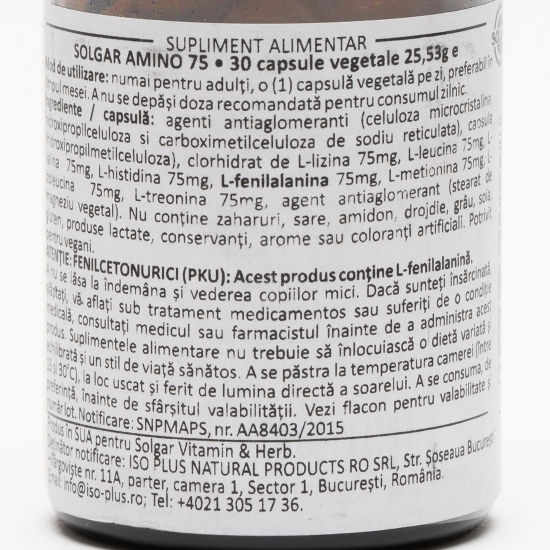 SUPLIMENT ALIMENTAR
SOLGAR AMINO 75 • 30 capsule vegetale 25,53g e
Mod de utilizare: numai pentru adulți, o (1) capsulă vegetală pe zi, preferabil în
timpul mesei. A nu se depăși doza recomandată pentru consumul zilnic.
Ingrediente / capsulă: agenți antiaglomeranți (celuloza microcristalina,
hidroxipropilceluloza si carboximetilceluloza de sodiu reticulata), capsula
(hidroxipropilmetilceluloza), clorhidrat de L-lizina 75mg, L-leucina 75mg, L-
valina 75mg, L-histidina 75mg, L-fenilalanina 75mg, L-metionina 75mg, L-
isoleucina 75mg, L-treonina 75mg, agent antiaglomerant (stearat de
magneziu vegetal). Nu conține zaharuri, sare, amidon, drojdie, grâu, soia,
gluten, produse lactate, conservanți, arome sau coloranți artificiali. Potrivit
pentru vegani.
ATENȚIE: FENILCETONURICI (PKU): Acest produs conține L-fenilalanină.
A nu se lăsa la îndemâna și vederea copiilor mici. Dacă sunteți însărcinată,
alăptați, vă aflați sub tratament medicamentos sau suferiți de o condiție
medicală, consultați medicul sau farmacistul înainte de a administra acest
produs. Suplimentele alimentare nu trebuie să înlocuiască o dietă variată și
echilibrată și un stil de viață sănătos. A se păstra la temperatura camerei (între
15 și 30°C), la loc uscat și ferit de lumina directă a soarelui. A se consuma, de
preferință, înainte de sfârșitul valabilității. Vezi flacon pentru valabilitate și
număr lot. Notificare: SNPMAPS, nr. AA8403/2015
Produs în SUA pentru Solgar Vitamin & Herb.
Deținător notificare: ISO PLUS NATURAL PRODUCTS RO SRL, Str. Șoseaua București
Târgoviște nr. 11A, parter, camera 1, Sector 1, București, România.
Email: info@iso-plus.ro; Tel: +4021 305 17 36.